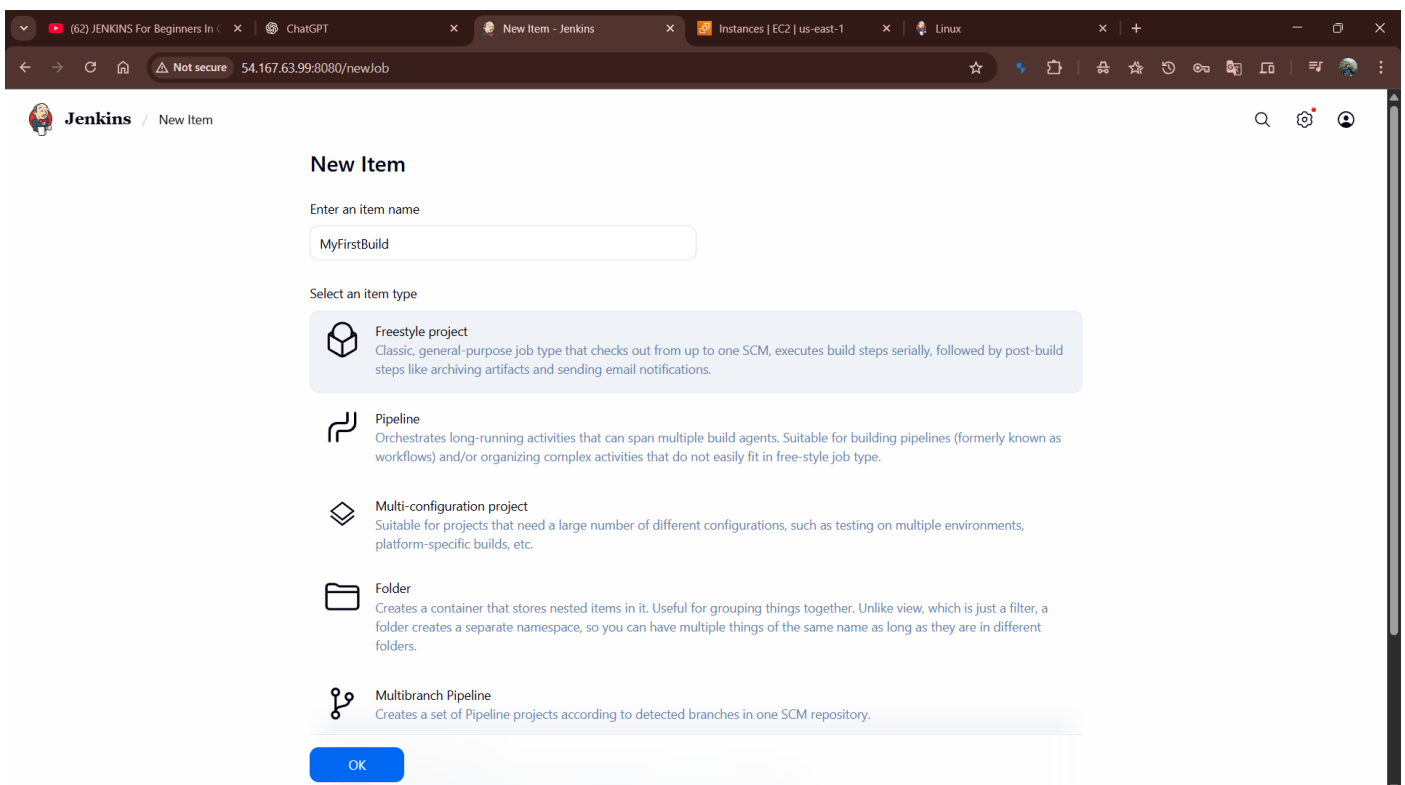 (62) JENKINS For Beginners In
ChatGPT
New Item - Jenkins
Instances | EC2 | us-east-1
Linux
Not secure
54.167.63.99:8080/newJob
Jenkins / New Item
New Item
Enter an item name
MyFirstBuild
Select an item type
Freestyle project
Classic, general-purpose job type that checks out from up to one SCM, executes build steps serially, followed by post-build
steps like archiving artifacts and sending email notifications.
Pipeline
Orchestrates long-running activities that can span multiple build agents. Suitable for building pipelines (formerly known as
workflows) and/or organizing complex activities that do not easily fit in free-style job type.
Multi-configuration project
Suitable for projects that need a large number of different configurations, such as testing on multiple environments,
platform-specific builds, etc.
Folder
Creates a container that stores nested items in it. Useful for grouping things together. Unlike view, which is just a filter, a
folder creates a separate namespace, so you can have multiple things of the same name as long as they are in different
folders.
Multibranch Pipeline
Creates a set of Pipeline projects according to detected branches in one SCM repository.
OK